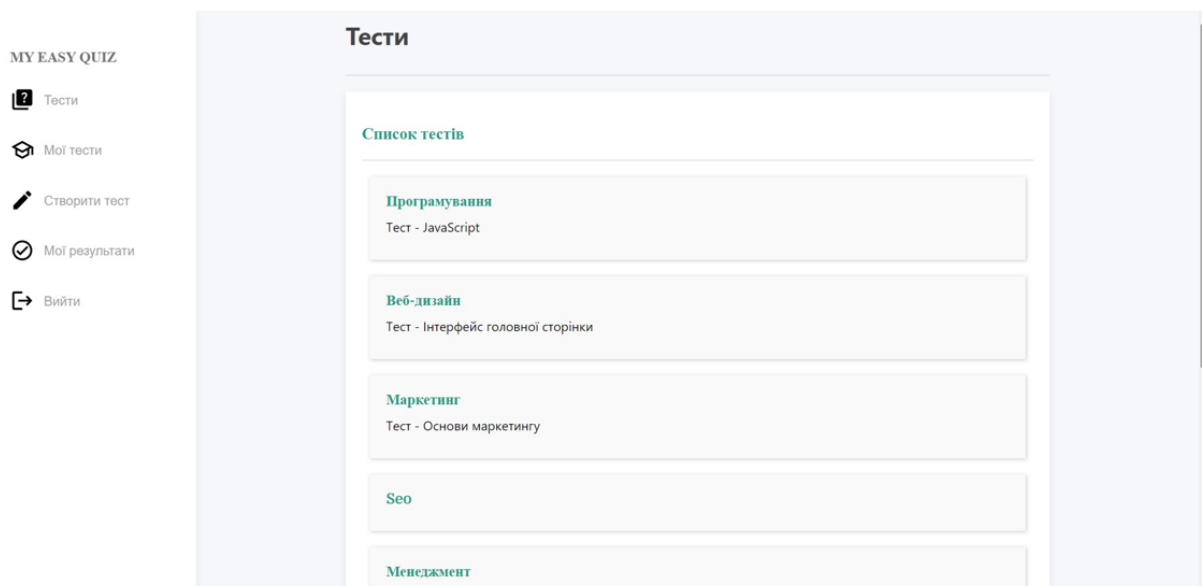 MY EASY QUIZ
Тести
Мої тести
Створити тест
Мої результати
Вийти
Тести
Список тестів
Програмування
Тест - JavaScript
Веб-дизайн
Тест - Інтерфейс головної сторінки
Маркетинг
Тест - Основи маркетингу
Seo
Менеджмент